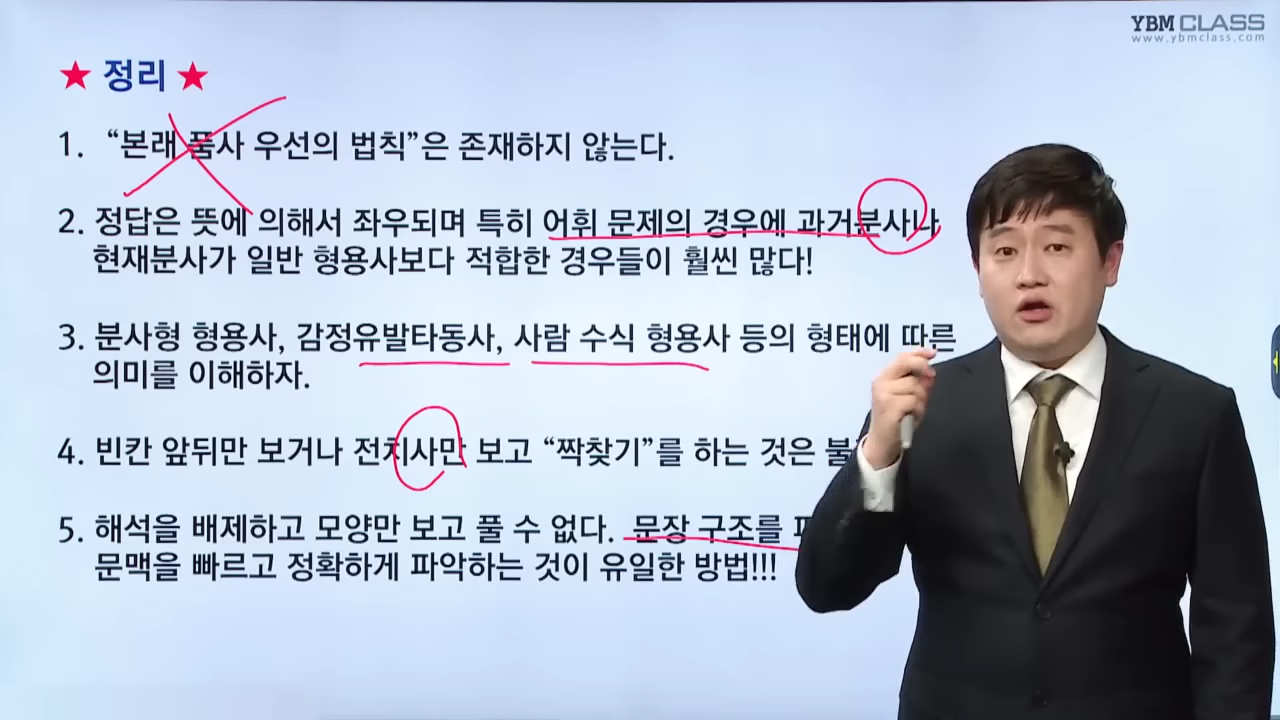 YBM CLASS
www.ybmclass.com
★ 정리 ★
1. “본래 품사 우선의 법칙”은 존재하지 않는다.
2. 정답은 뜻에 의해서 좌우되며 특히 어휘 문제의 경우에 과거분사나
현재분사가 일반 형용사보다 적합한 경우들이 훨씬 많다!
3. 분사형 형용사, 감정유발타동사, 사람 수식 형용사 등의 형태에 따른
의미를 이해하자.
4. 빈칸 앞뒤만 보거나 전치사만 보고 “짝찾기”를 하는 것은
5. 해석을 배제하고 모양만 보고 풀 수 없다. 문장 구조를
문맥을 빠르고 정확하게 파악하는 것이 유일한 방법!!!